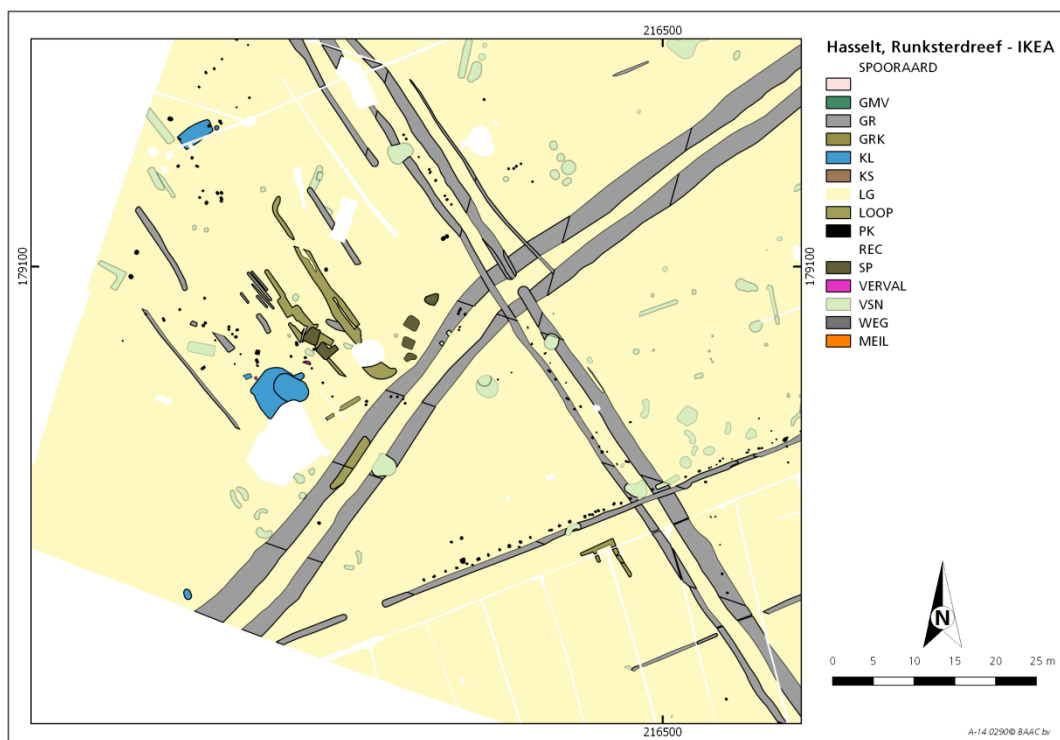 216500
Hasselt, Runksterdreef - IKEA
SPOORAARD
GMV
GR
GRK
KL
KS
LG
LOOP
PK
REC
SP
VERVAL
VSN
WEG
MEIL
179100
179100
N
0 5 10 15 20 25 m
216500
A-14.0290© BAAC bv